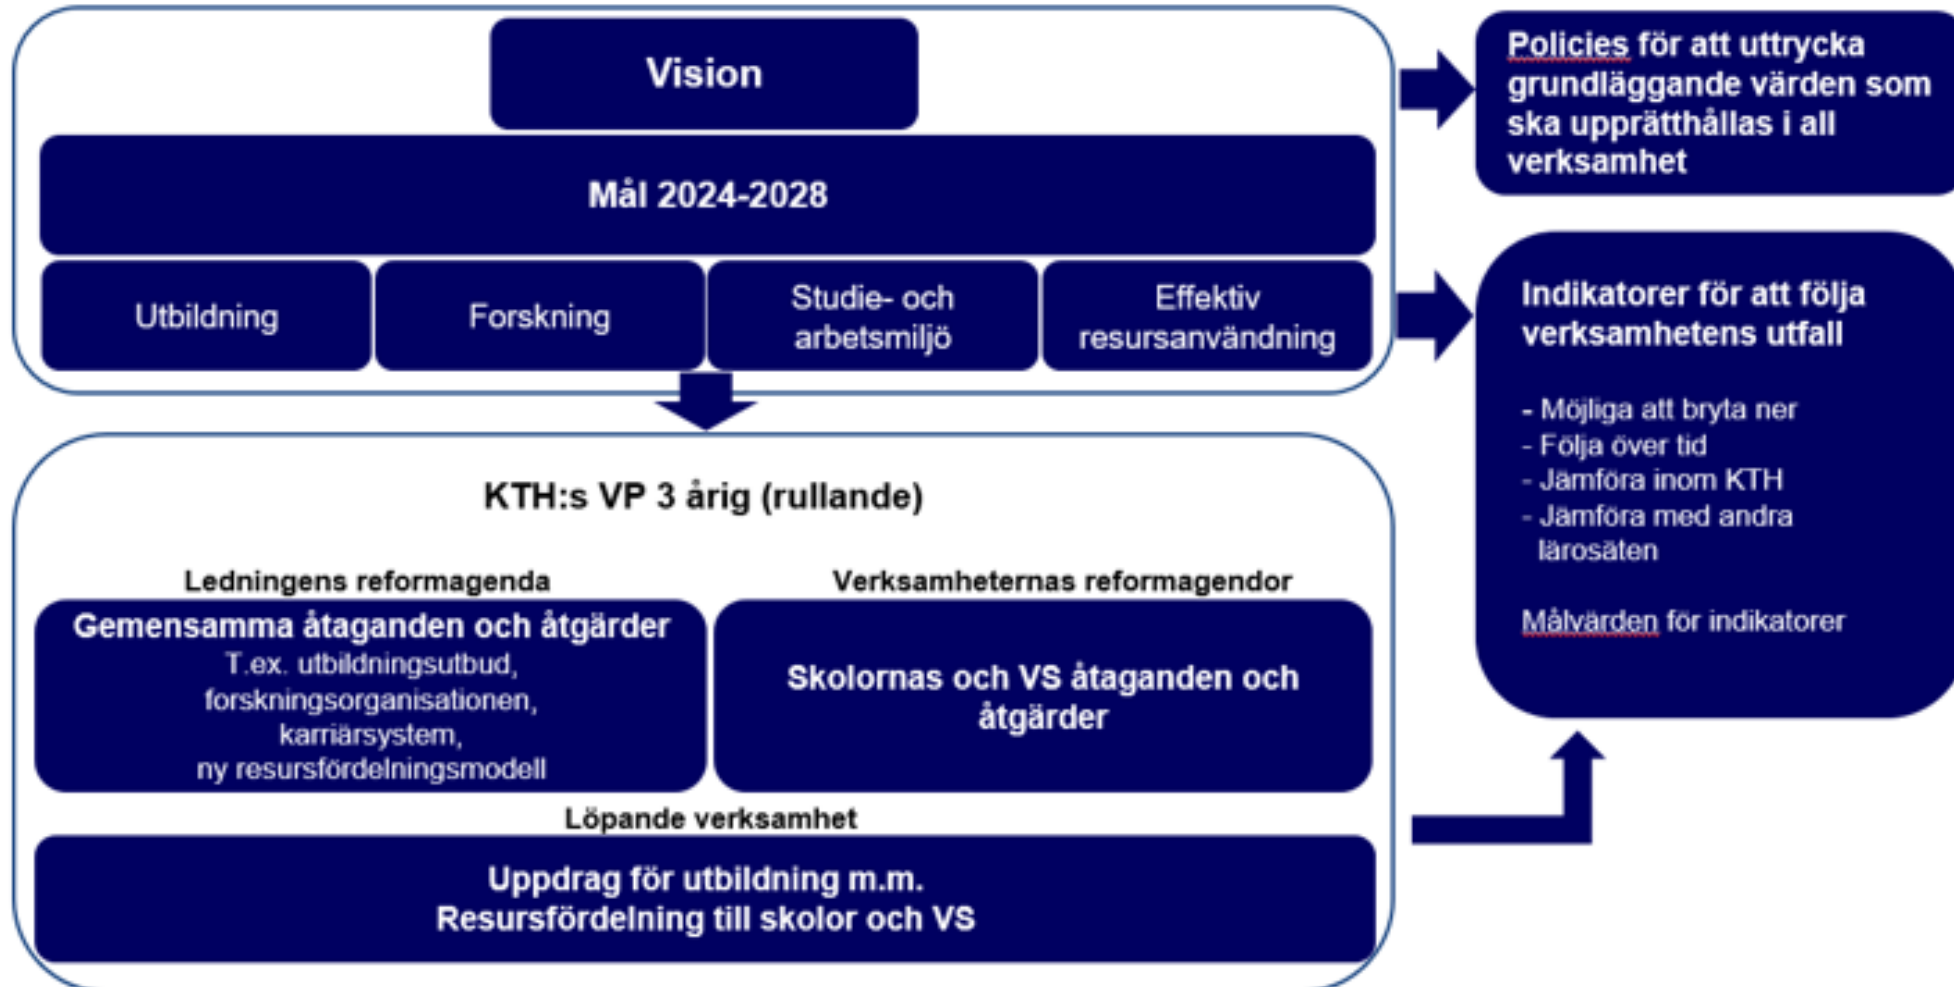 Vision
Mål 2024-2028
Utbildning
Forskning
Studie- och
arbetsmiljö
Effektiv
resursanvändning
Policies för att uttrycka
grundläggande värden som
ska upprätthållas i all
verksamhet
Indikatorer för att följa
verksamhetens utfall
- Möjliga att bryta ner
- Följa över tid
- Jämföra inom KTH
- Jämföra med andra
lärosäten
Målvärden för indikatorer
KTH:s VP 3 årig (rullande)
Ledningens reformagenda
Gemensamma åtaganden och åtgärder
T.ex. utbildningsutbud,
forskningsorganisationen,
karriärsystem,
ny resursfördelningsmodell
Verksamheternas reformagendor
Skolornas och VS åtaganden och
åtgärder
Löpande verksamhet
Uppdrag för utbildning m.m.
Resursfördelning till skolor och VS